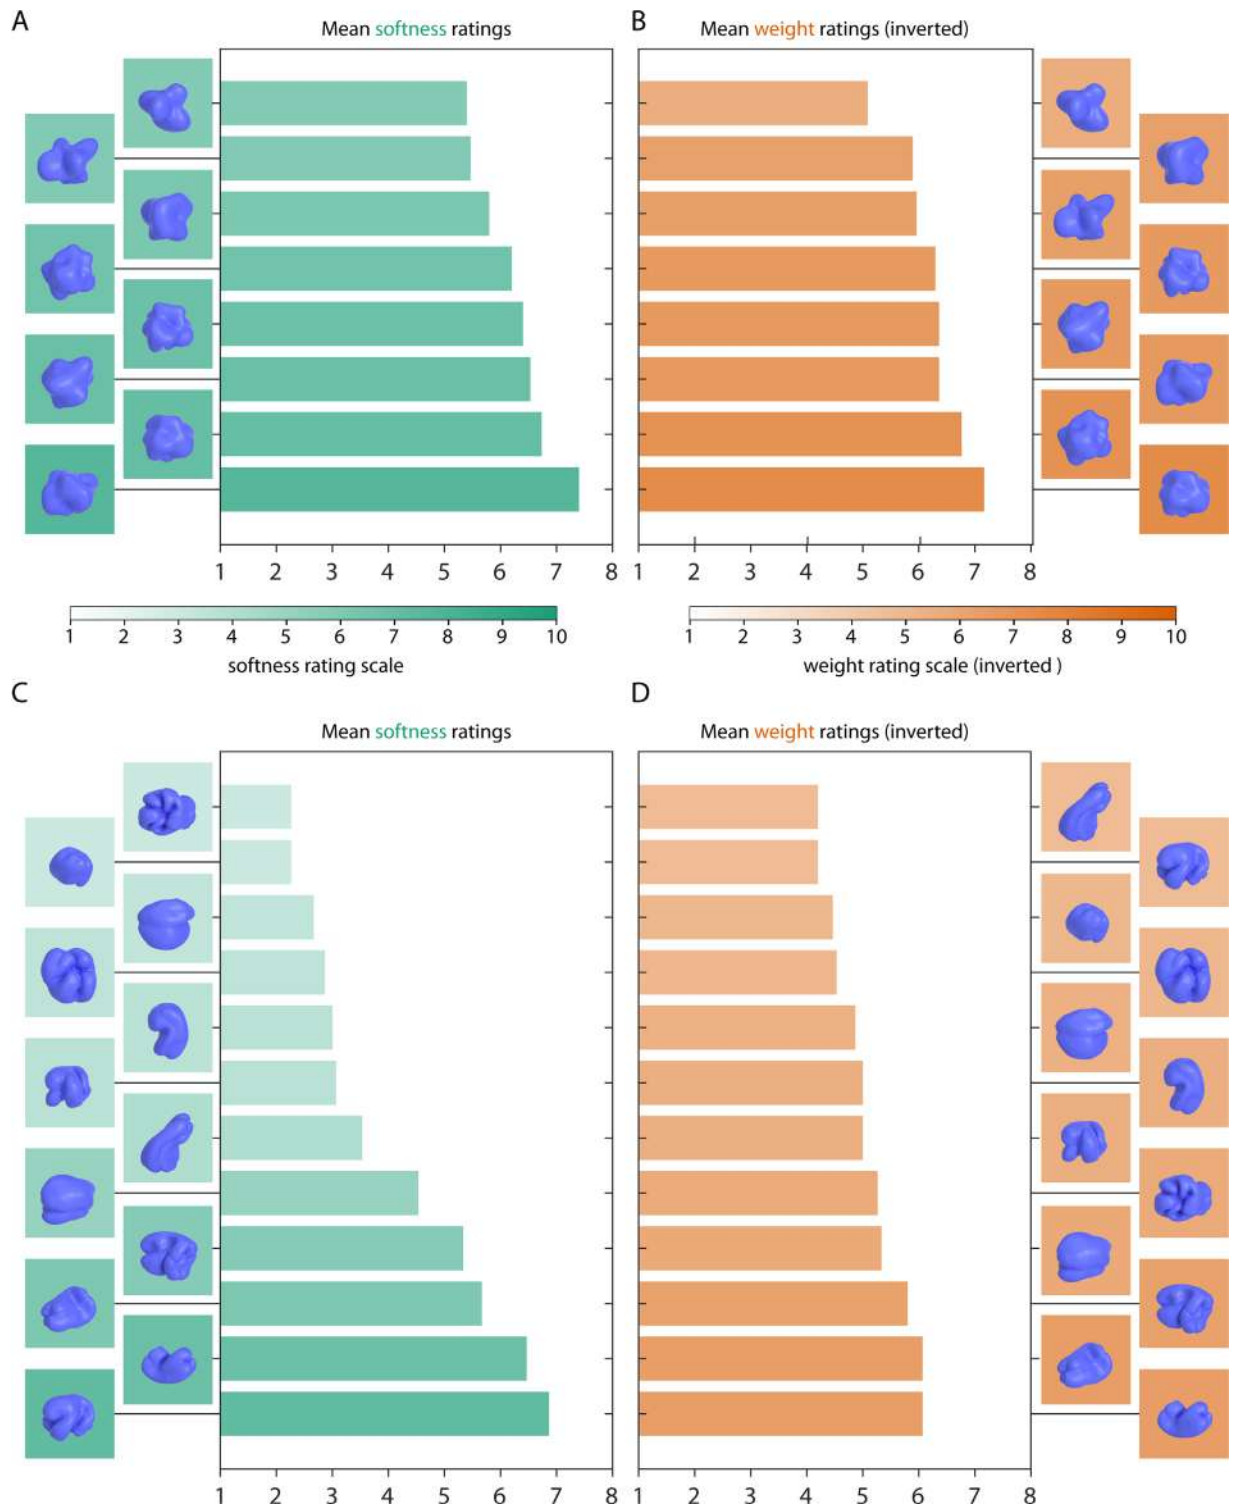 A
B
Mean softness ratings
Mean weight ratings (inverted)
1 2 3 4 5 6 7 8
1 2 3 4 5 6 7 8
1 2 3 4 5 6 7 8 9 10
1 2 3 4 5 6 7 8 9 10
softness rating scale
weight rating scale (inverted )
C
D
Mean softness ratings
Mean weight ratings (inverted)
1 2 3 4 5 6 7 8
1 2 3 4 5 6 7 8